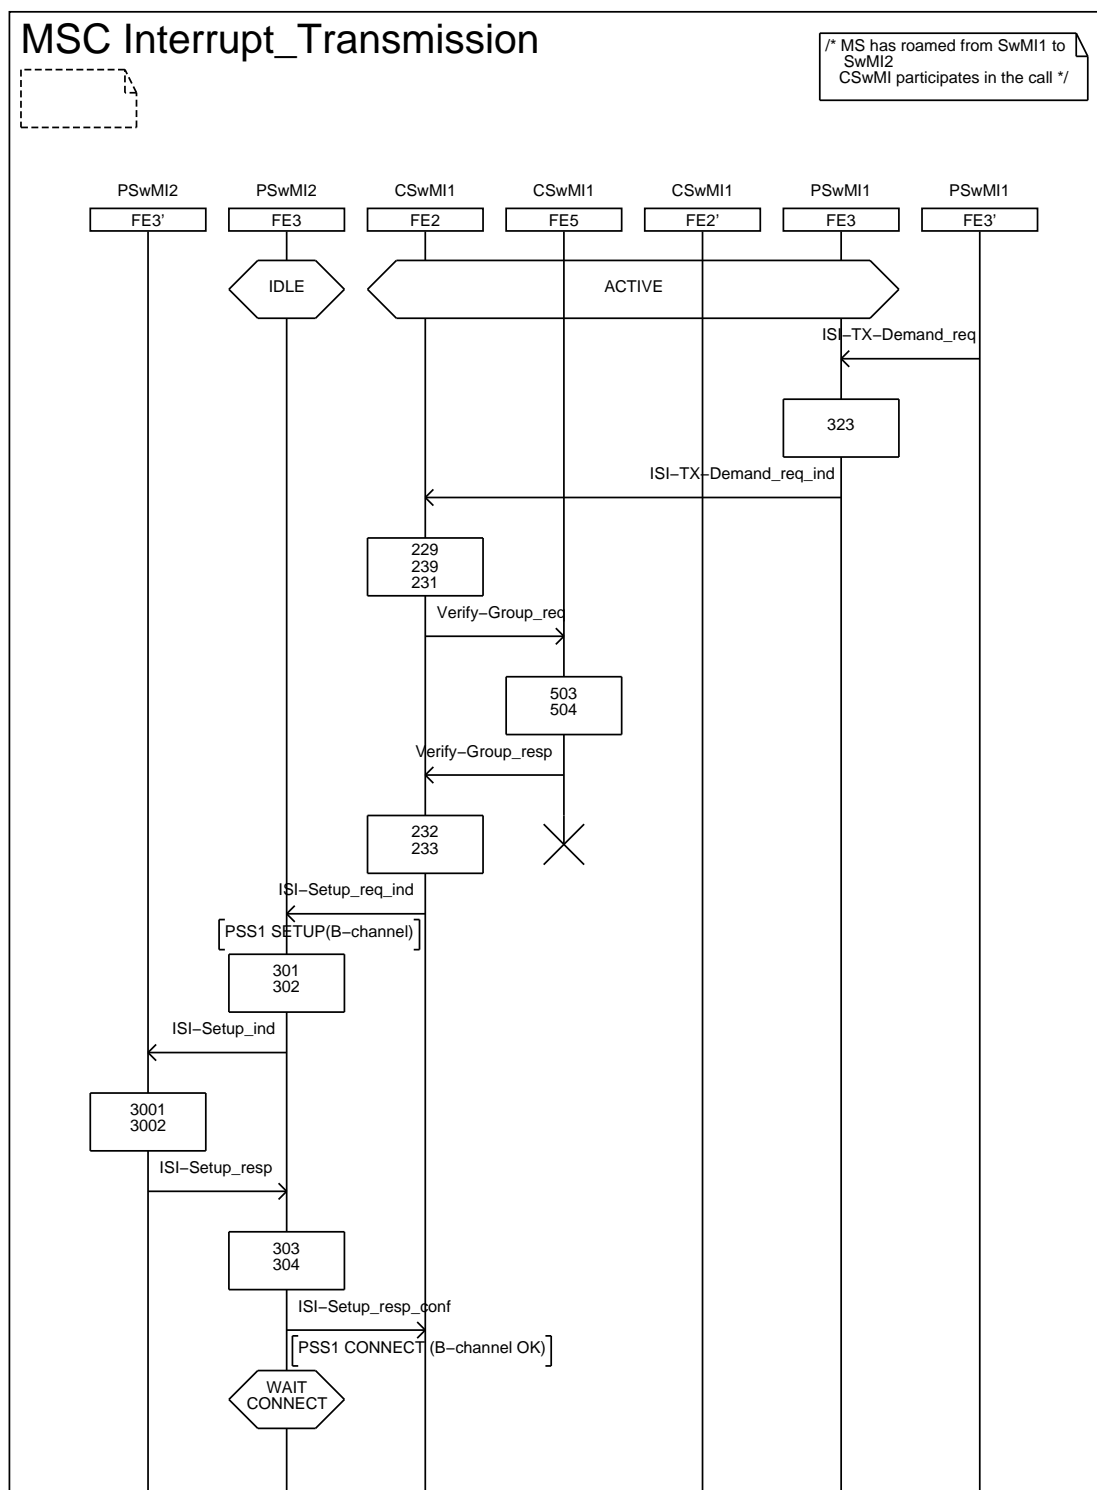 MSC Interrupt_Transmission
/* MS has roamed from SwMI1 to
SwMI2
CSwMI participates in the call */
PSwMI2 PSwMI2 CSwMI1 CSwMI1 CSwMI1 PSwMI1 PSwMI1
FE3' FE3 FE2 FE5 FE2' FE3 FE3'
IDLE ACTIVE
ISI−TX−Demand_req
323
ISI−TX−Demand_req_ind
229
239
231
Verify−Group_req
503
504
Verify−Group_resp
232
233
ISI−Setup_req_ind
PSS1 SETUP(B−channel)
301
302
ISI−Setup_ind
3001
3002
ISI−Setup_resp
303
304
ISI−Setup_resp_conf
PSS1 CONNECT (B−channel OK)
WAIT
CONNECT